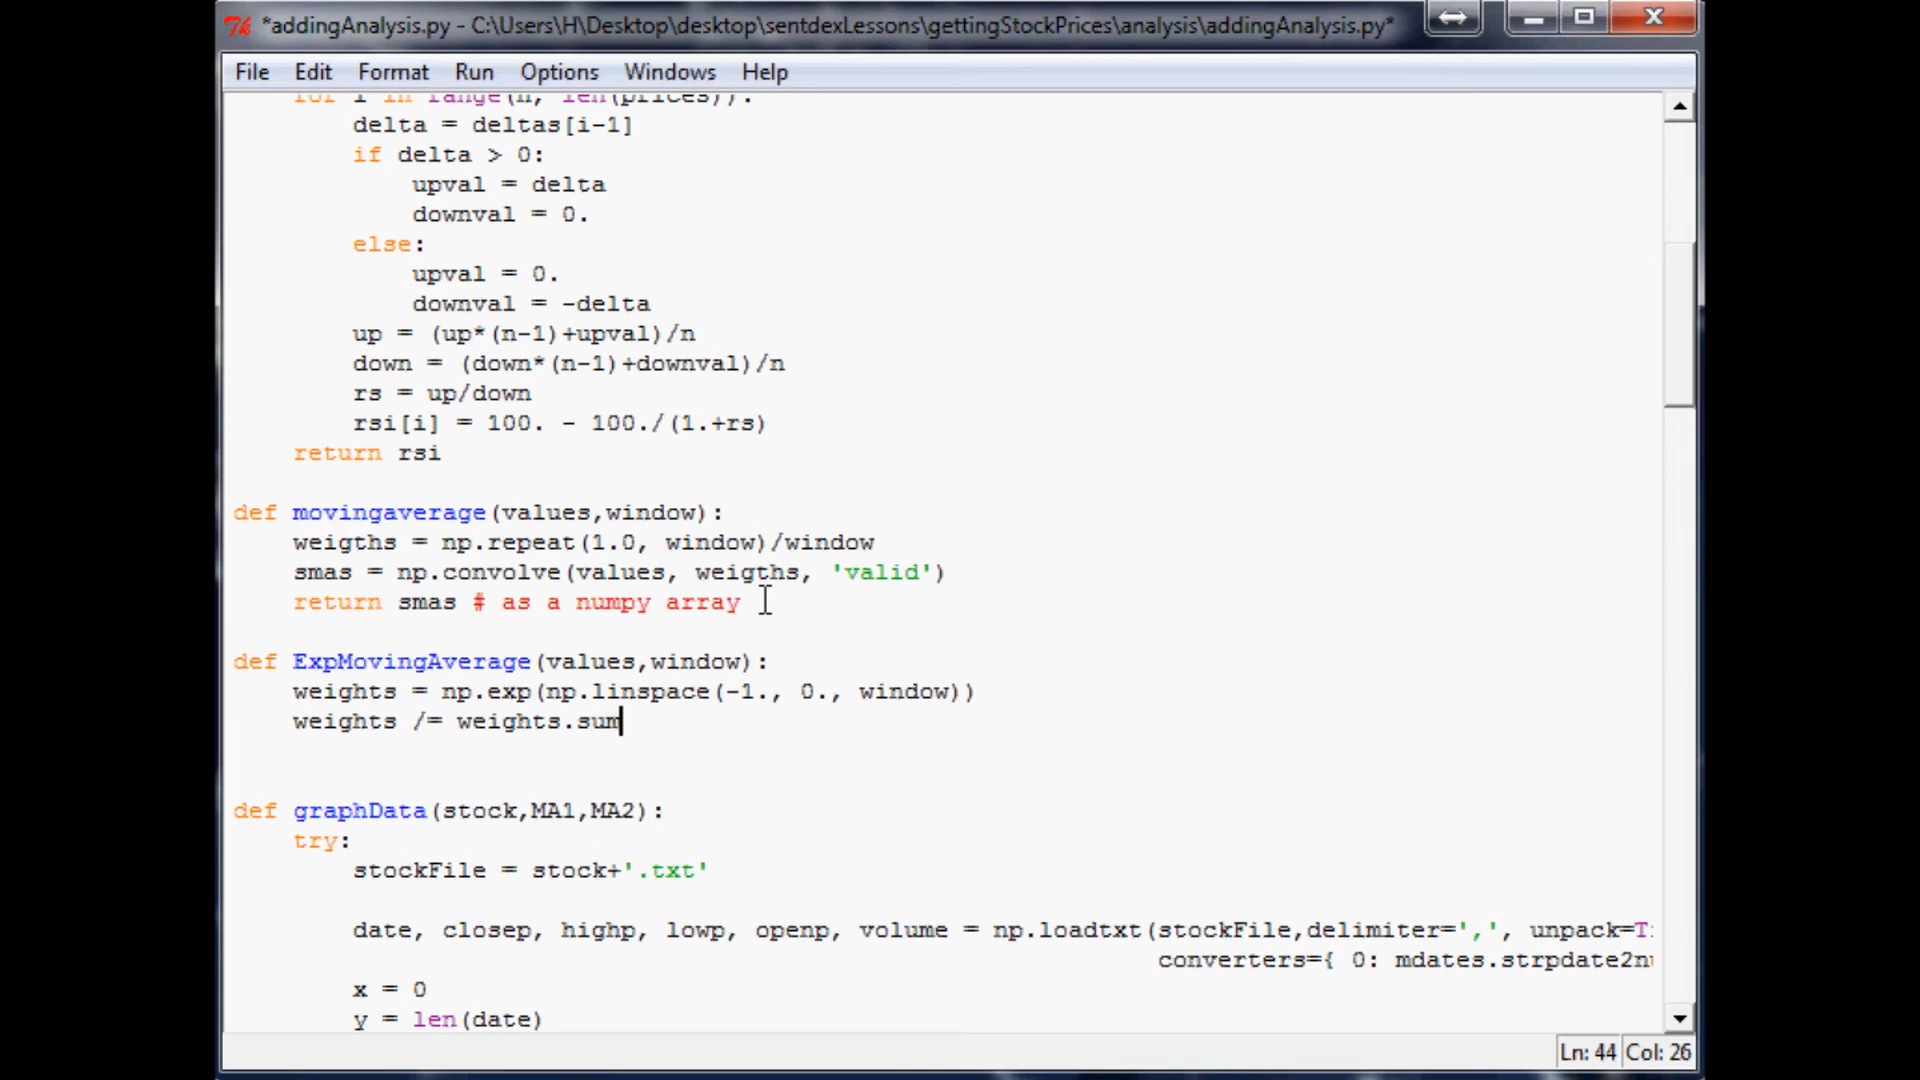 *addingAnalysis.py - C:\Users\H\Desktop\desktop\sentdexLessons\gettingStockPrices\analysis\addingAnalysis.py*
File Edit Format Run Options Windows Help
for i in range(n, len(prices)):
delta = deltas[i-1]
if delta > 0:
upval = delta
downval = 0.
else:
upval = 0.
downval = -delta
up = (up*(n-1)+upval)/n
down = (down*(n-1)+downval)/n
rs = up/down
rsi[i] = 100. - 100./(1.+rs)
return rsi
def movingaverage(values,window):
weigths = np.repeat(1.0, window)/window
smas = np.convolve(values, weigths, 'valid')
return smas # as a numpy array
def ExpMovingAverage(values,window):
weights = np.exp(np.linspace(-1., 0., window))
weights /= weights.sum
def graphData(stock,MA1,MA2):
try:
stockFile = stock+'.txt'
date, closep, highp, lowp, openp, volume = np.loadtxt(stockFile,delimiter=',', unpack=T
converters={ 0: mdates.strpdate2n
x = 0
y = len(date)
Ln: 44 Col: 26